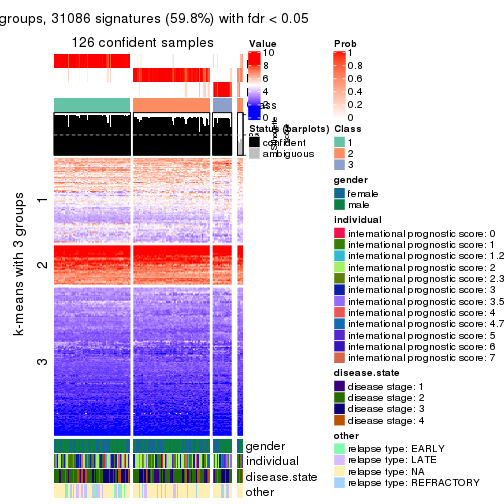 groups, 31086 signatures (59.8%) with fdr < 0.05
126 confident samples
k-means with 3 groups
1
2
3
gender
individual
disease.state
other
Value
10
8
6
4
2
0
Status (barplots)
confident
ambiguous
Prob
1
0.8
0.6
0.4
0.2
0
Class
1
2
3
gender
female
male
individual
international prognostic score: 0
international prognostic score: 1
international prognostic score: 1.2
international prognostic score: 2
international prognostic score: 2.3
international prognostic score: 3
international prognostic score: 3.5
international prognostic score: 4
international prognostic score: 4.7
international prognostic score: 5
international prognostic score: 6
international prognostic score: 7
disease.state
disease stage: 1
disease stage: 2
disease stage: 3
disease stage: 4
other
relapse type: EARLY
relapse type: LATE
relapse type: NA
relapse type: REFRACTORY